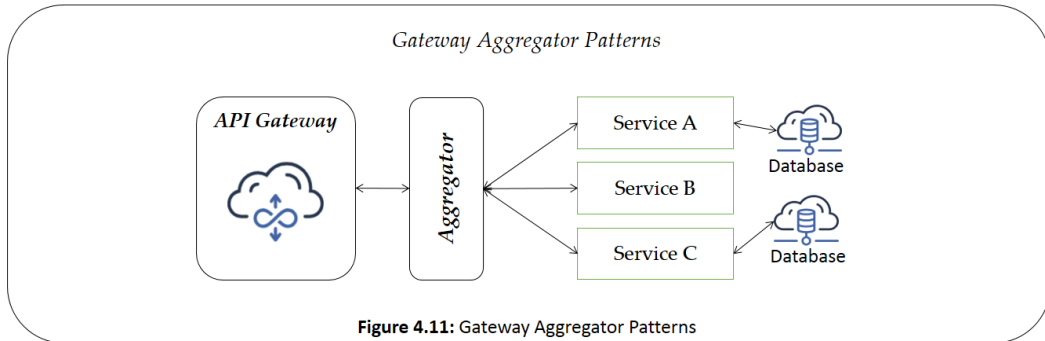 Gateway Aggregator Patterns
API Gateway
Aggregator
Service A
Database
Service B
Service C
Database
Figure 4.11: Gateway Aggregator Patterns